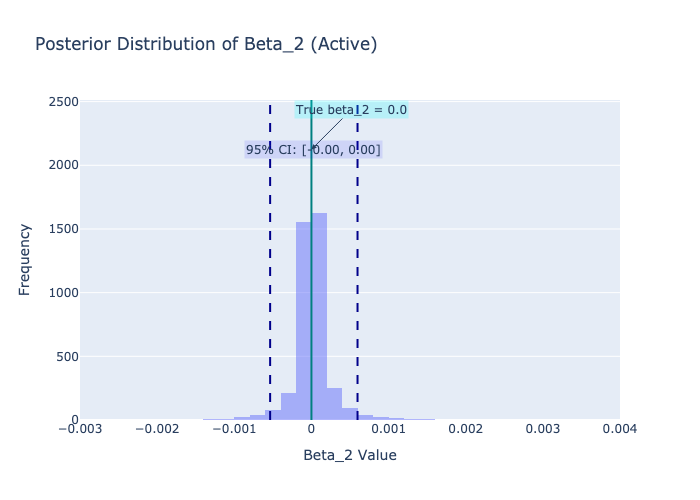 Posterior Distribution of Beta_2 (Active)
True beta_2 = 0.0
95% CI: [-0.00, 0.00]
2500
2000
1500
1000
500
0
Frequency
−0.003
−0.002
−0.001
0
0.001
0.002
0.003
0.004
Beta_2 Value